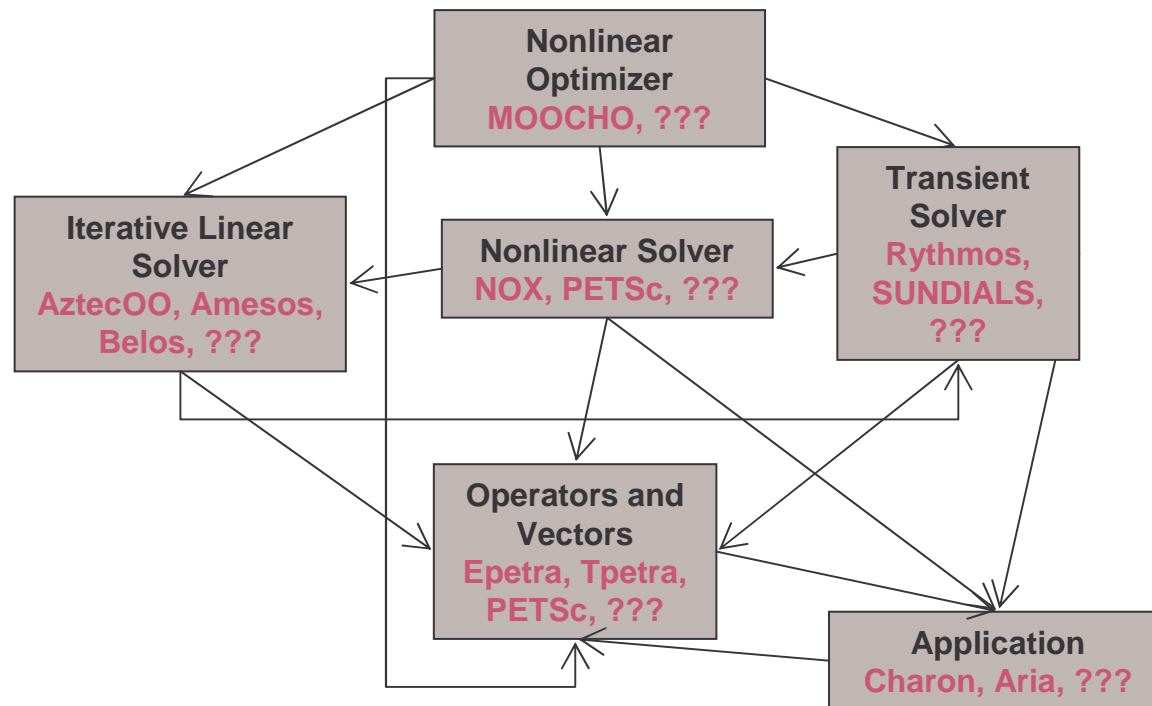 Nonlinear
Optimizer
MOOCHO, ???
Iterative Linear
Solver
AztecOO, Amesos,
Belos, ???
Nonlinear Solver
NOX, PETSc, ???
Transient
Solver
Rythmos,
SUNDIALS,
???
Operators and
Vectors
Epetra, Tpetra,
PETSc, ???
Application
Charon, Aria, ???